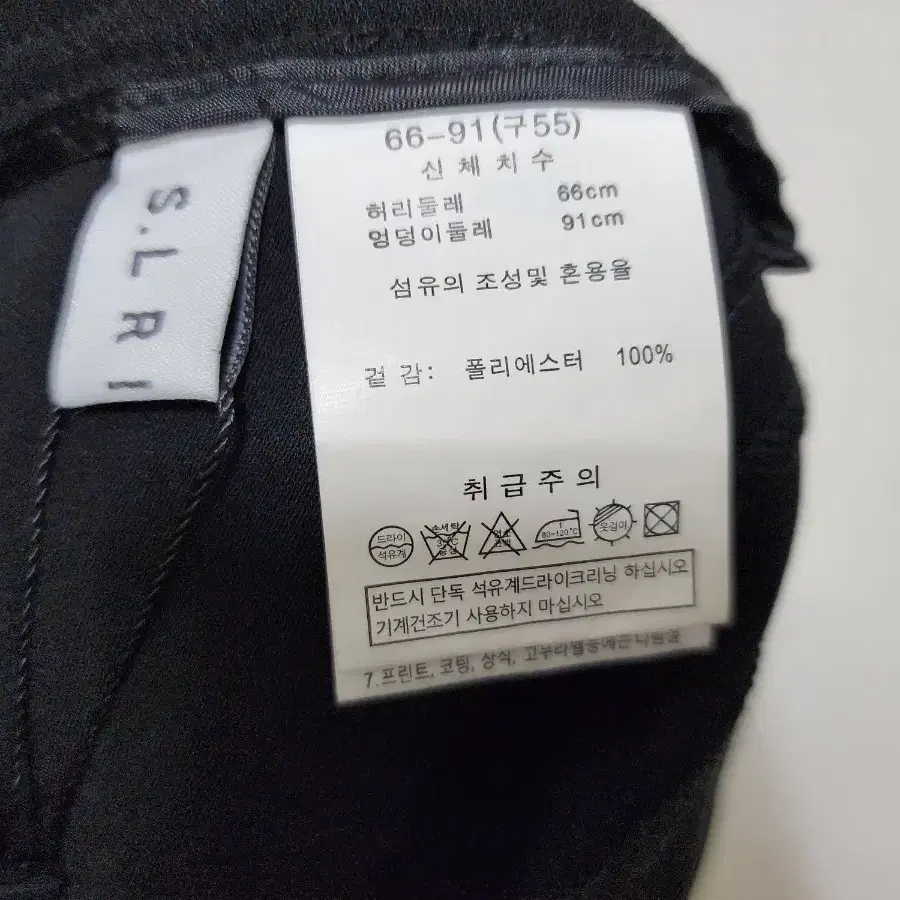 S.L R I
66-91(구55)
신체치수
허리둘레 66cm
엉덩이둘레 91cm
섬유의 조성및 혼용율
겉감: 폴리에스터 100%
취급주의
드라이
석유계
손세탁
80~120℃
옷걸이
반드시 단독 석유계드라이크리닝 하십시오
기계건조기 사용하지 마십시오
7.프린트, 코팅, 상식,